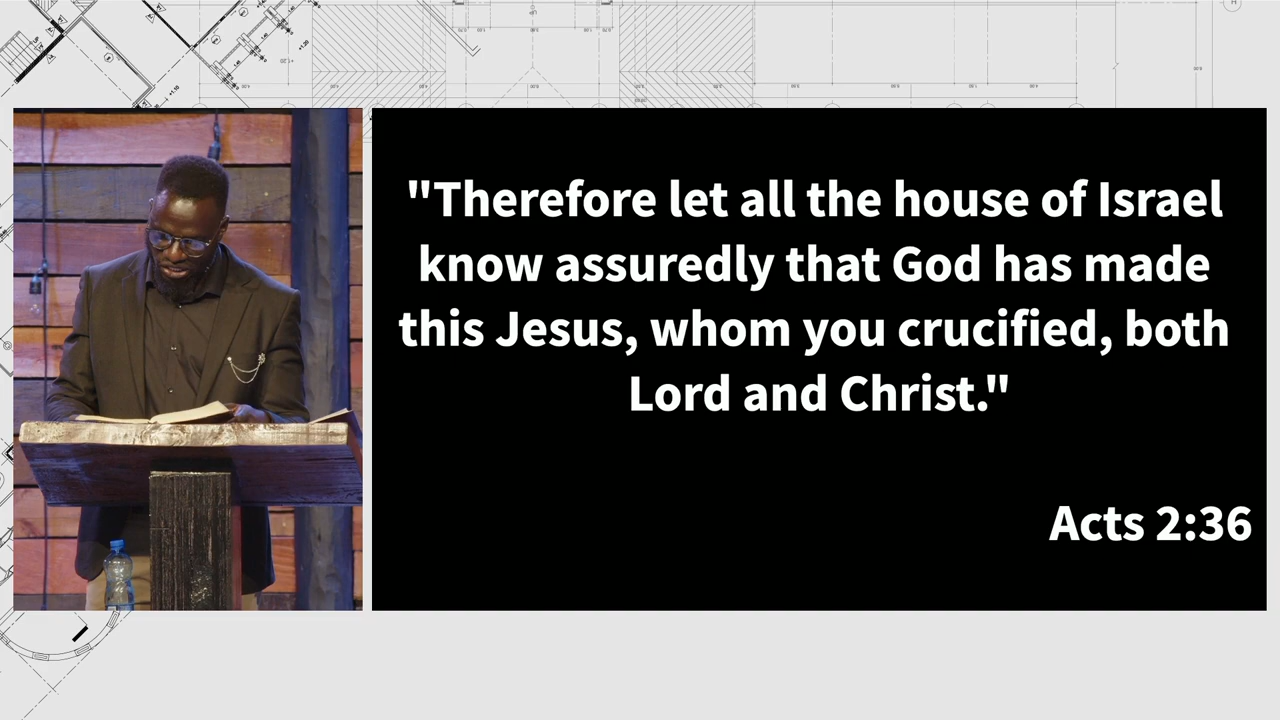 "Therefore let all the house of Israel
know assuredly that God has made
this Jesus, whom you crucified, both
Lord and Christ."
Acts 2:36